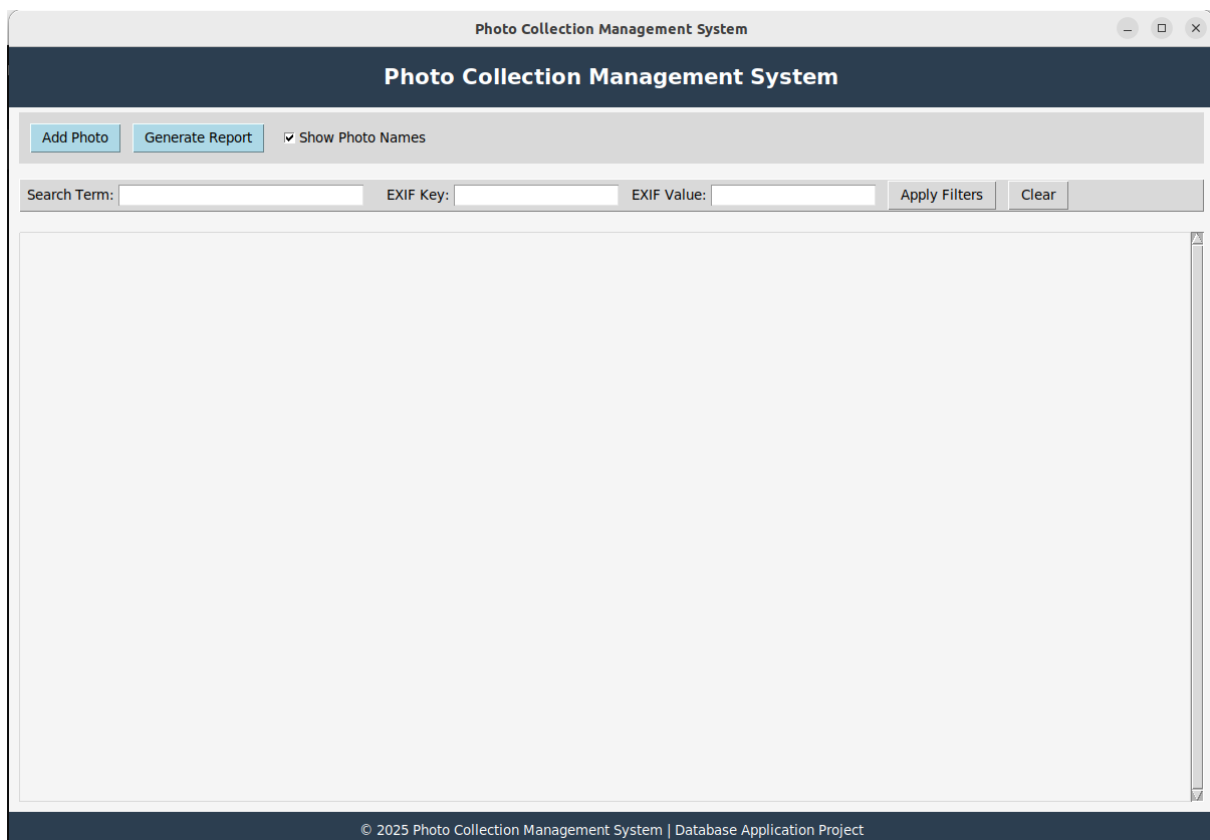 Photo Collection Management System
Photo Collection Management System
Add Photo Generate Report Show Photo Names
Search Term: EXIF Key: EXIF Value: Apply Filters Clear
© 2025 Photo Collection Management System | Database Application Project